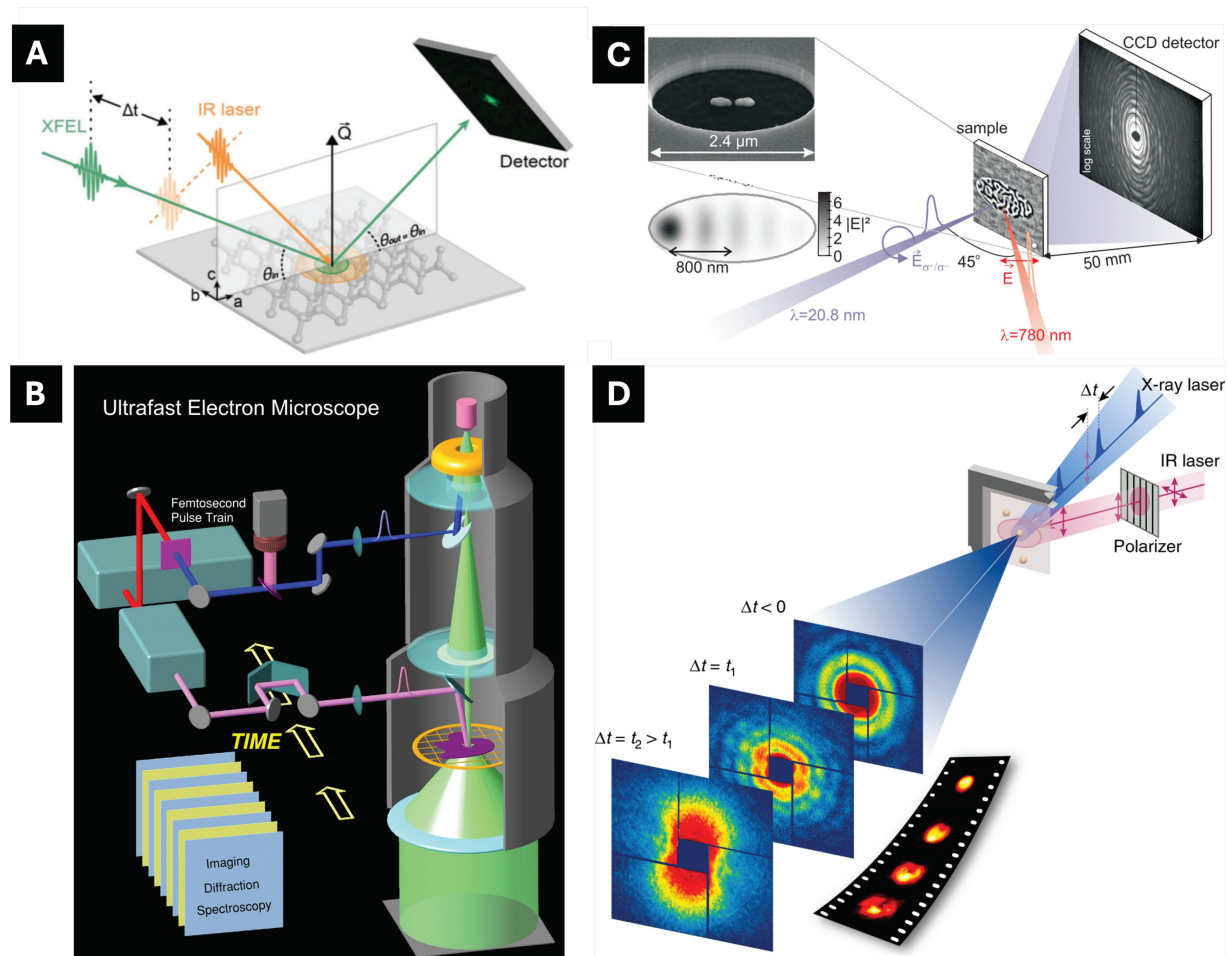 A
Δt
XFEL
IR laser
Q
Detector
θin
θout = θin
c
b
a
B
Ultrafast Electron Microscope
Femtosecond
Pulse Train
TIME
Imaging
Diffraction
Spectroscopy
C
2.4 μm
800 nm
6
4
2
0
|E|²
sample
CCD detector
log scale
E σ⁺/σ⁻
45°
E
50 mm
λ=20.8 nm
λ=780 nm
D
Δt
X-ray laser
IR laser
Polarizer
Δt < 0
Δt = t₁
Δt = t₂ > t₁